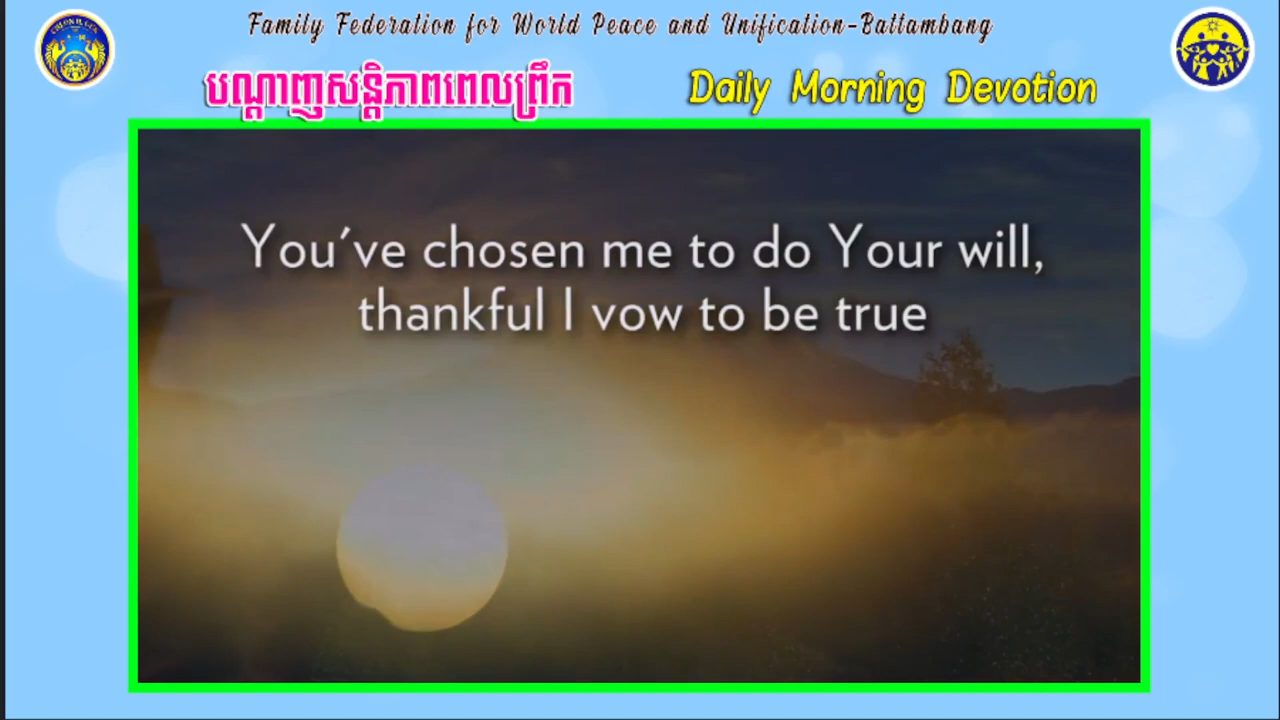 Family Federation for World Peace and Unification-Battambang
បណ្តាញសន្តិភាពពេលព្រឹក
Daily Morning Devotion
You've chosen me to do Your will,
thankful I vow to be true